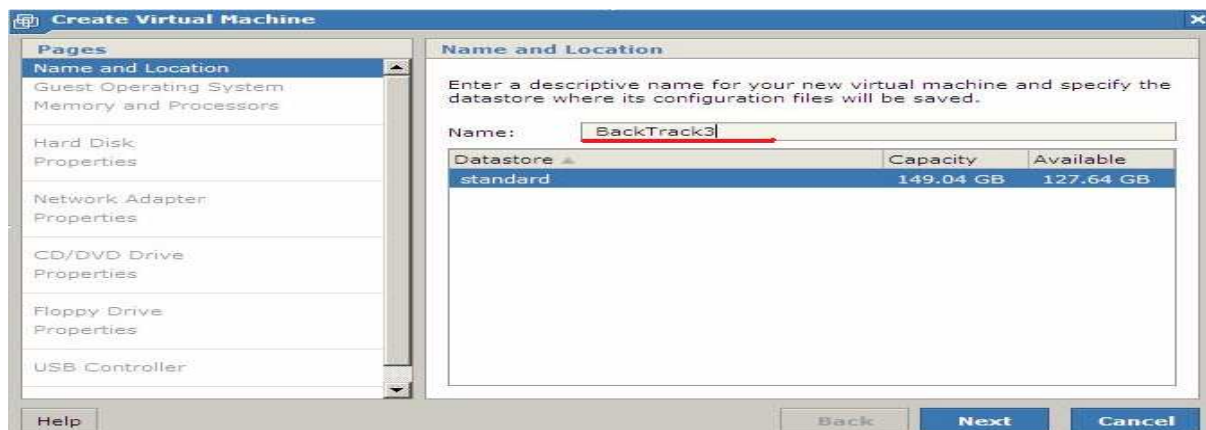 Create Virtual Machine
Pages
Name and Location
Guest Operating System
Memory and Processors
Hard Disk
Properties
Network Adapter
Properties
CD/DVD Drive
Properties
Floppy Drive
Properties
USB Controller
Name and Location
Enter a descriptive name for your new virtual machine and specify the
datastore where its configuration files will be saved.
Name: BackTrack3
Datastore Capacity Available
standard 149.04 GB 127.64 GB
Help Back Next Cancel